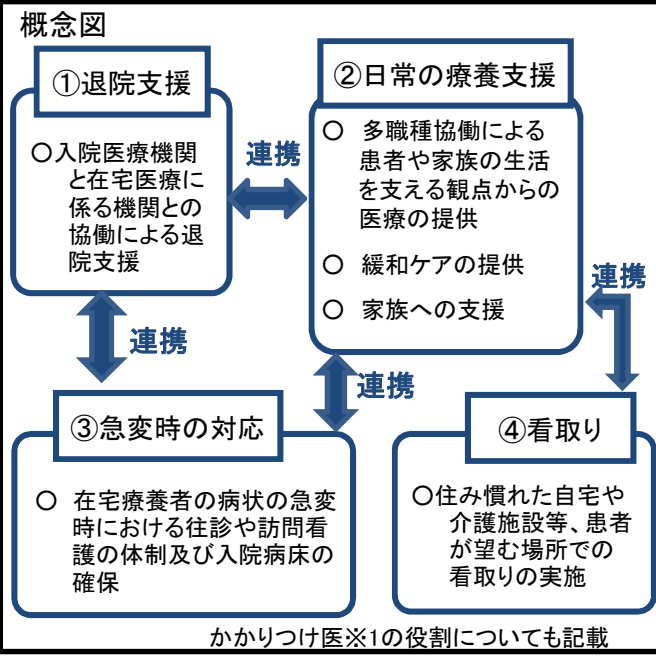 概念図
①退院支援
○入院医療機関
と在宅医療に
係る機関との
協働による退
院支援
連携
②日常の療養支援
○ 多職種協働による
患者や家族の生活
を支える観点からの
医療の提供
○ 緩和ケアの提供
○ 家族への支援
連携
連携
連携
③急変時の対応
○ 在宅療養者の病状の急変
時における往診や訪問看
護の体制及び入院病床の
確保
④看取り
○住み慣れた自宅や
介護施設等、患者
が望む場所での
看取りの実施
かかりつけ医※1の役割についても記載